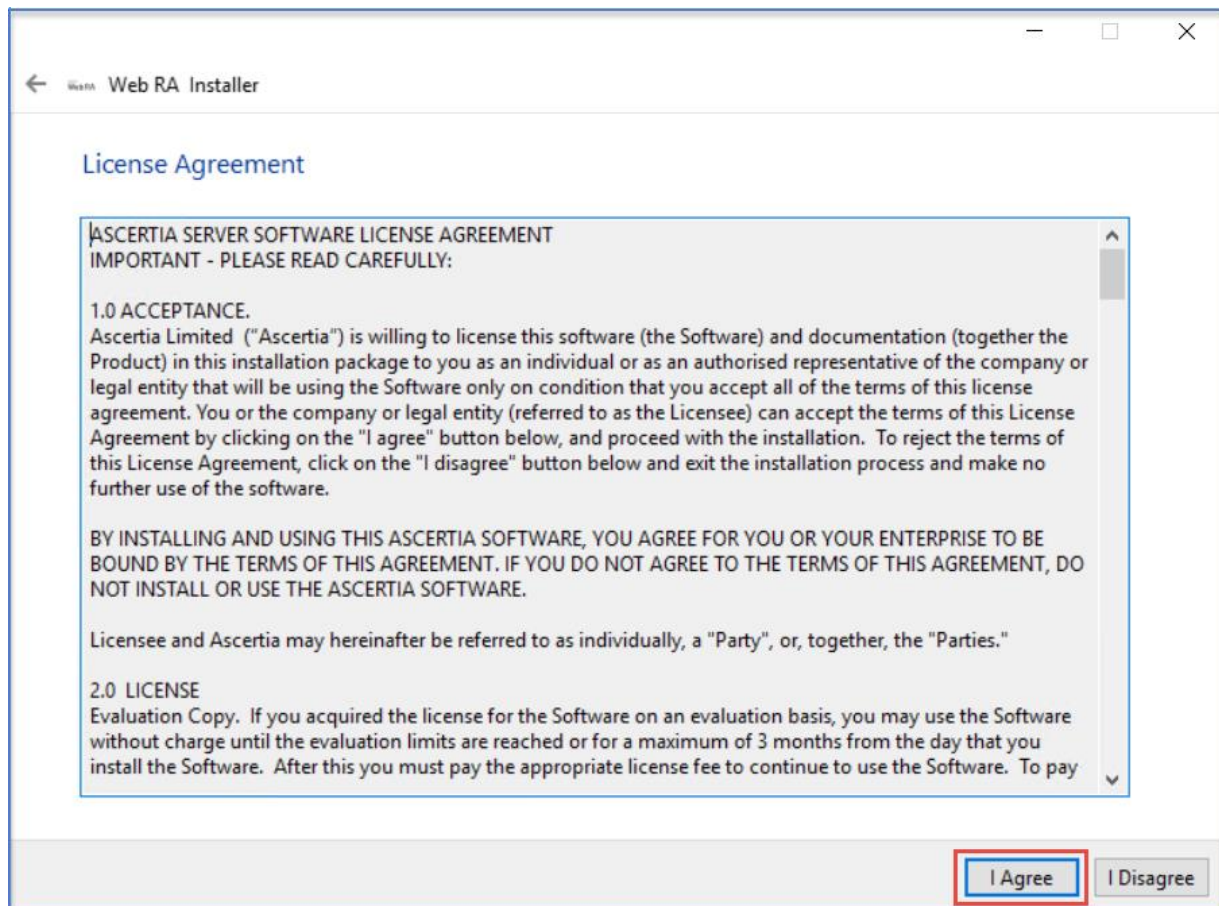 Web RA Installer
License Agreement
ASCERTIA SERVER SOFTWARE LICENSE AGREEMENT
IMPORTANT - PLEASE READ CAREFULLY:
1.0 ACCEPTANCE.
Ascertia Limited  ("Ascertia") is willing to license this software (the Software) and documentation (together the
Product) in this installation package to you as an individual or as an authorised representative of the company or
legal entity that will be using the Software only on condition that you accept all of the terms of this license
agreement. You or the company or legal entity (referred to as the Licensee) can accept the terms of this License
Agreement by clicking on the "I agree" button below, and proceed with the installation.  To reject the terms of
this License Agreement, click on the "I disagree" button below and exit the installation process and make no
further use of the software.
BY INSTALLING AND USING THIS ASCERTIA SOFTWARE, YOU AGREE FOR YOU OR YOUR ENTERPRISE TO BE
BOUND BY THE TERMS OF THIS AGREEMENT. IF YOU DO NOT AGREE TO THE TERMS OF THIS AGREEMENT, DO
NOT INSTALL OR USE THE ASCERTIA SOFTWARE.
Licensee and Ascertia may hereinafter be referred to as individually, a "Party", or, together, the "Parties."
2.0  LICENSE
Evaluation Copy.  If you acquired the license for the Software on an evaluation basis, you may use the Software
without charge until the evaluation limits are reached or for a maximum of 3 months from the day that you
install the Software.  After this you must pay the appropriate license fee to continue to use the Software.  To pay
I Agree
I Disagree